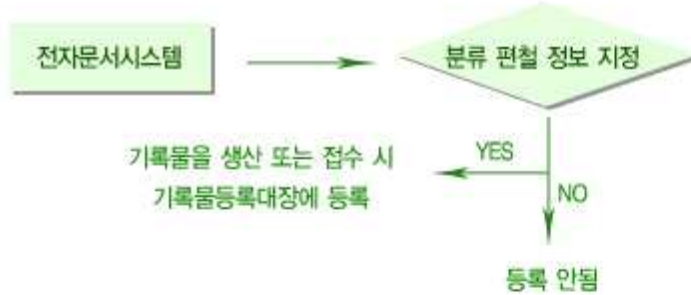 전자문서시스템
분류 편철 정보 지정
기록물을 생산 또는 접수 시
기록물등록대장에 등록
YES
NO
등록 안됨